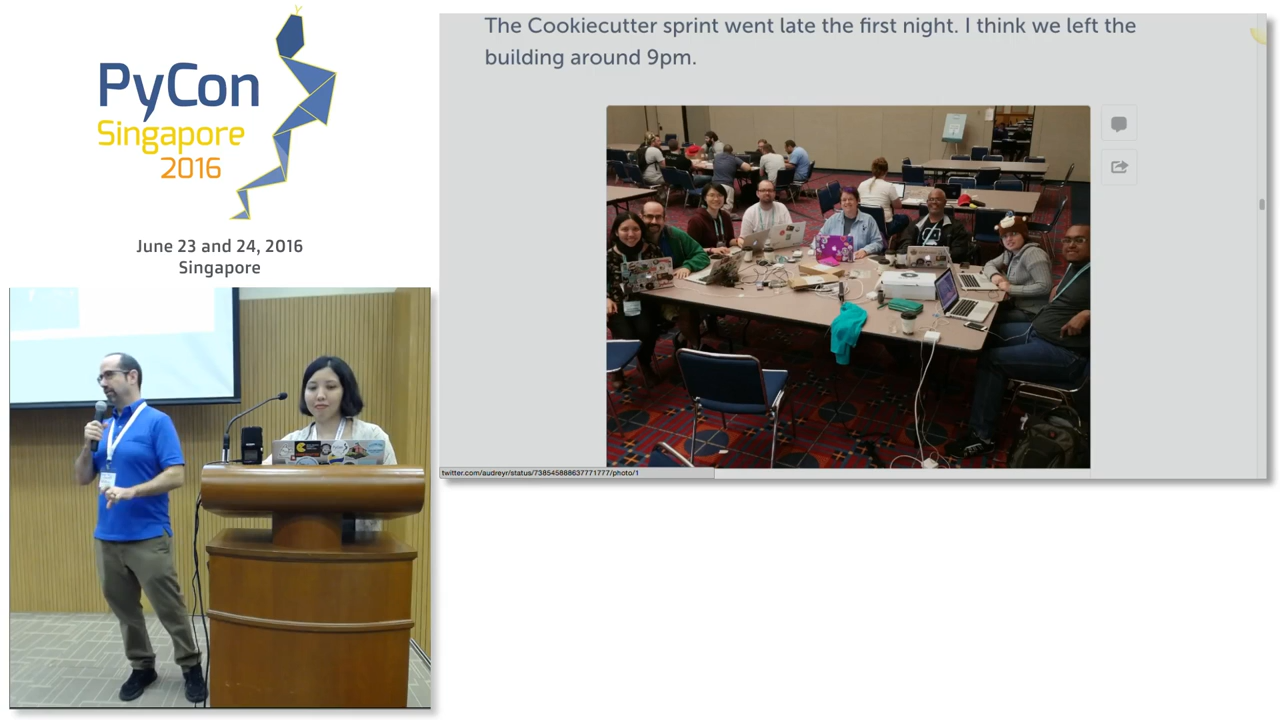 PyCon
Singapore
2016
June 23 and 24, 2016
Singapore
The Cookiecutter sprint went late the first night. I think we left the
building around 9pm.
twitter.com/audreyr/status/738545888637771777/photo/1